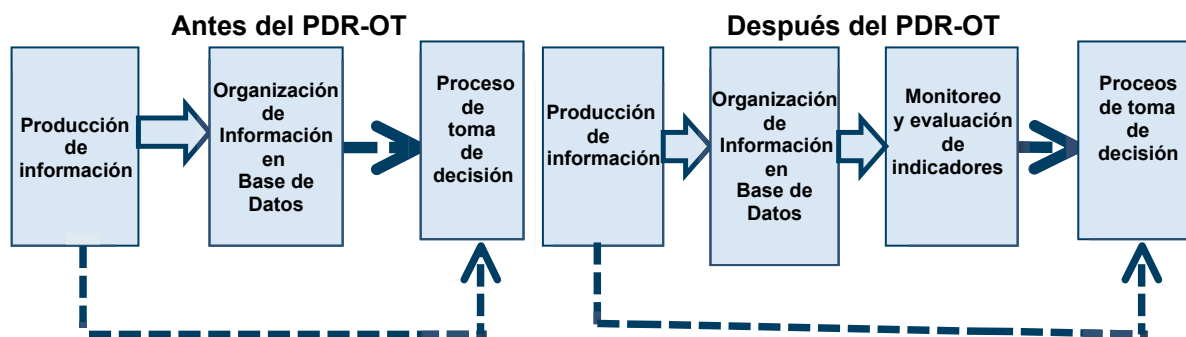 Antes del PDR-OT
Producción
de
información
Organización
de
Información
en
Base de
Datos
Proceso
de
toma
de
decisión
Después del PDR-OT
Producción
de
información
Organización
de
Información
en
Base de
Datos
Monitoreo
y evaluación
de
indicadores
Proceos
de toma
de
decisión